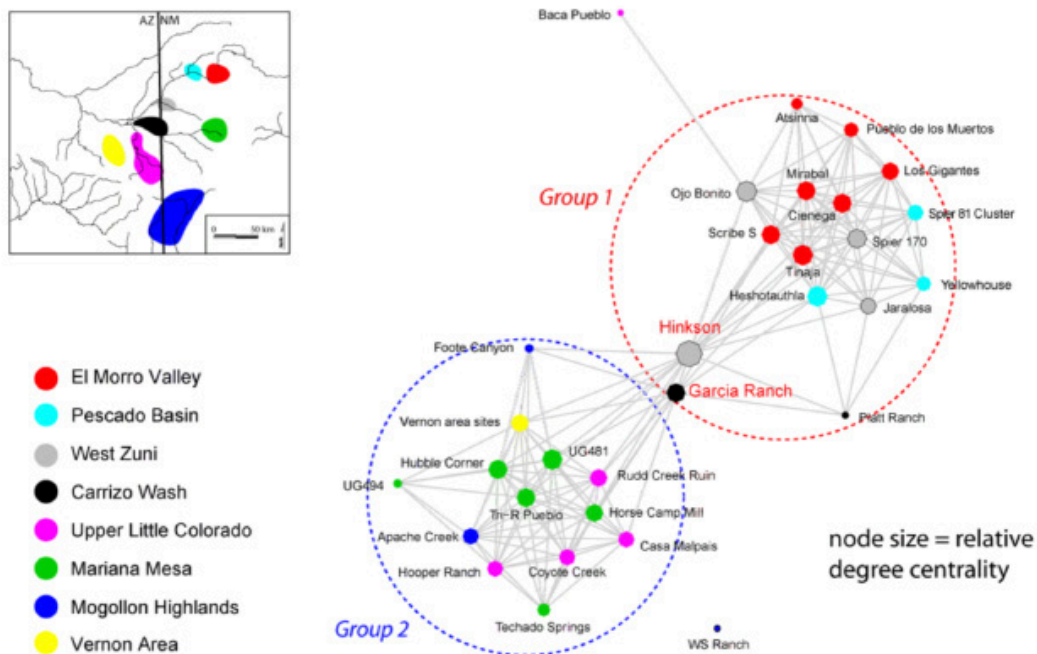 AZ NM
0 50 km
El Morro Valley
Pescado Basin
West Zuni
Carrizo Wash
Upper Little Colorado
Mariana Mesa
Mogollon Highlands
Vernon Area
Baca Pueblo
Atsinna
Pueblo de los Muertos
Group 1
Mirabal
Los Gigantes
Ojo Bonito
Cienega
Spier 81 Cluster
Scribe S
Spier 170
Tinaja
Heshotauthla
Yellowhouse
Jaralosa
Hinkson
Garcia Ranch
Platt Ranch
Foote Canyon
Vernon area sites
UG481
Hubble Corner
Rudd Creek Ruin
UG494
Tri-R Pueblo
Horse Camp Mill
Apache Creek
Casa Malpais
Hooper Ranch
Coyote Creek
Techado Springs
Group 2
WS Ranch
node size = relative
degree centrality